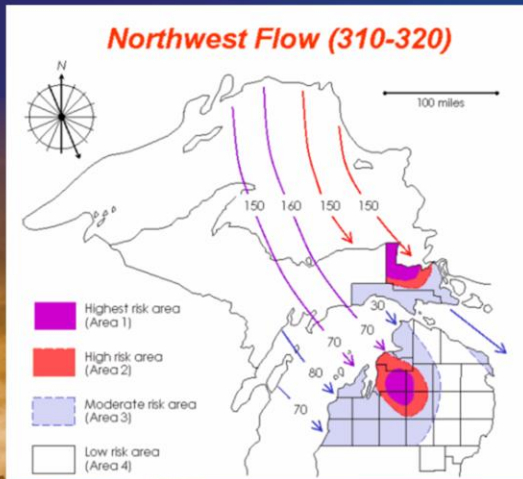 Northwest Flow (310-320)
N
100 miles
150
160
150
150
30
70
70
80
70
Highest risk area
(Area 1)
High risk area
(Area 2)
Moderate risk area
(Area 3)
Low risk area
(Area 4)